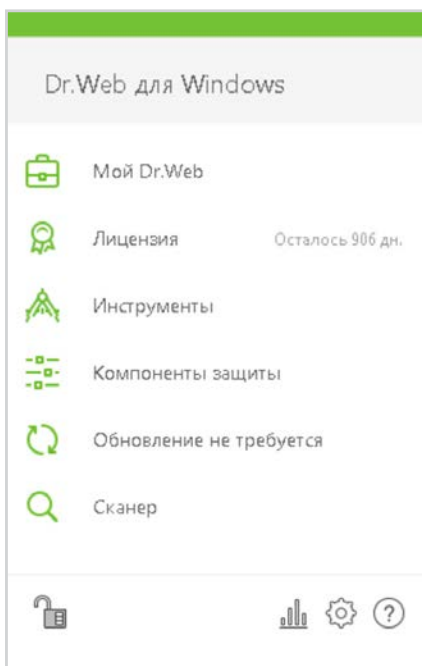 Dr.Web для Windows
Мой Dr.Web
Лицензия Осталось 906 дн.
Инструменты
Компоненты защиты
Обновление не требуется
Сканер
?